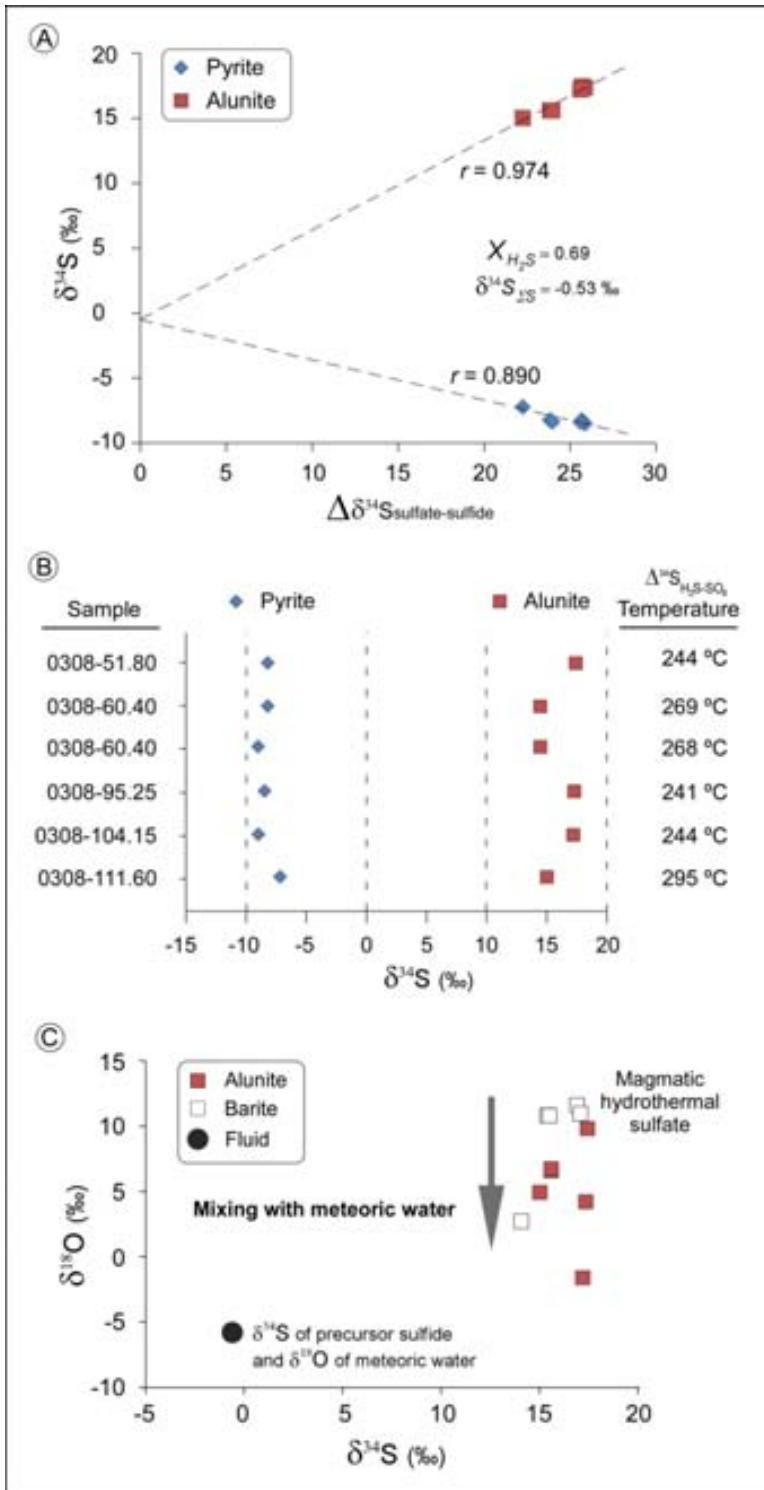 A
Pyrite
Alunite
20
15
10
5
0
-5
-10
δ³⁴S (‰)
r = 0.974
X H₂S = 0.69
δ³⁴S ΣS = -0.53 ‰
r = 0.890
0 5 10 15 20 25 30
Δδ³⁴Ssulfate-sulfide
B
Sample Pyrite Alunite Δ³⁴S H₂S-SO₄
Temperature
0308-51.80 244 ºC
0308-60.40 269 ºC
0308-60.40 268 ºC
0308-95.25 241 ºC
0308-104.15 244 ºC
0308-111.60 295 ºC
-15 -10 -5 0 5 10 15 20
δ³⁴S (‰)
C
Alunite
Barite
Fluid
Magmatic
hydrothermal
sulfate
Mixing with meteoric water
δ³⁴S of precursor sulfide
and δ¹⁸O of meteoric water
15
10
5
0
-5
-10
δ¹⁸O (‰)
-5 0 5 10 15 20
δ³⁴S (‰)